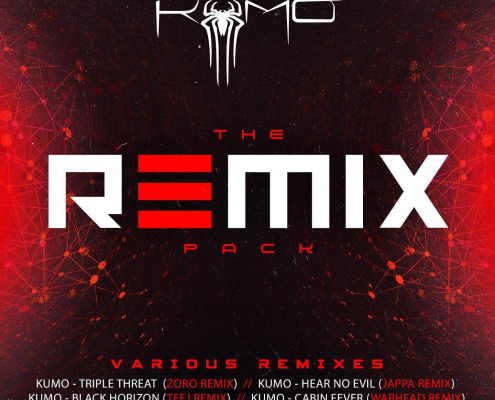 KUMO
THE
REMIX
PACK
VARIOUS REMIXES
KUMO - TRIPLE THREAT (ZORO REMIX) // KUMO - HEAR NO EVIL (JAPPA REMIX)
KUMO - BLACK HORIZON (TEEJ REMIX) // KUMO - CABIN FEVER (WARHEAD REMIX)